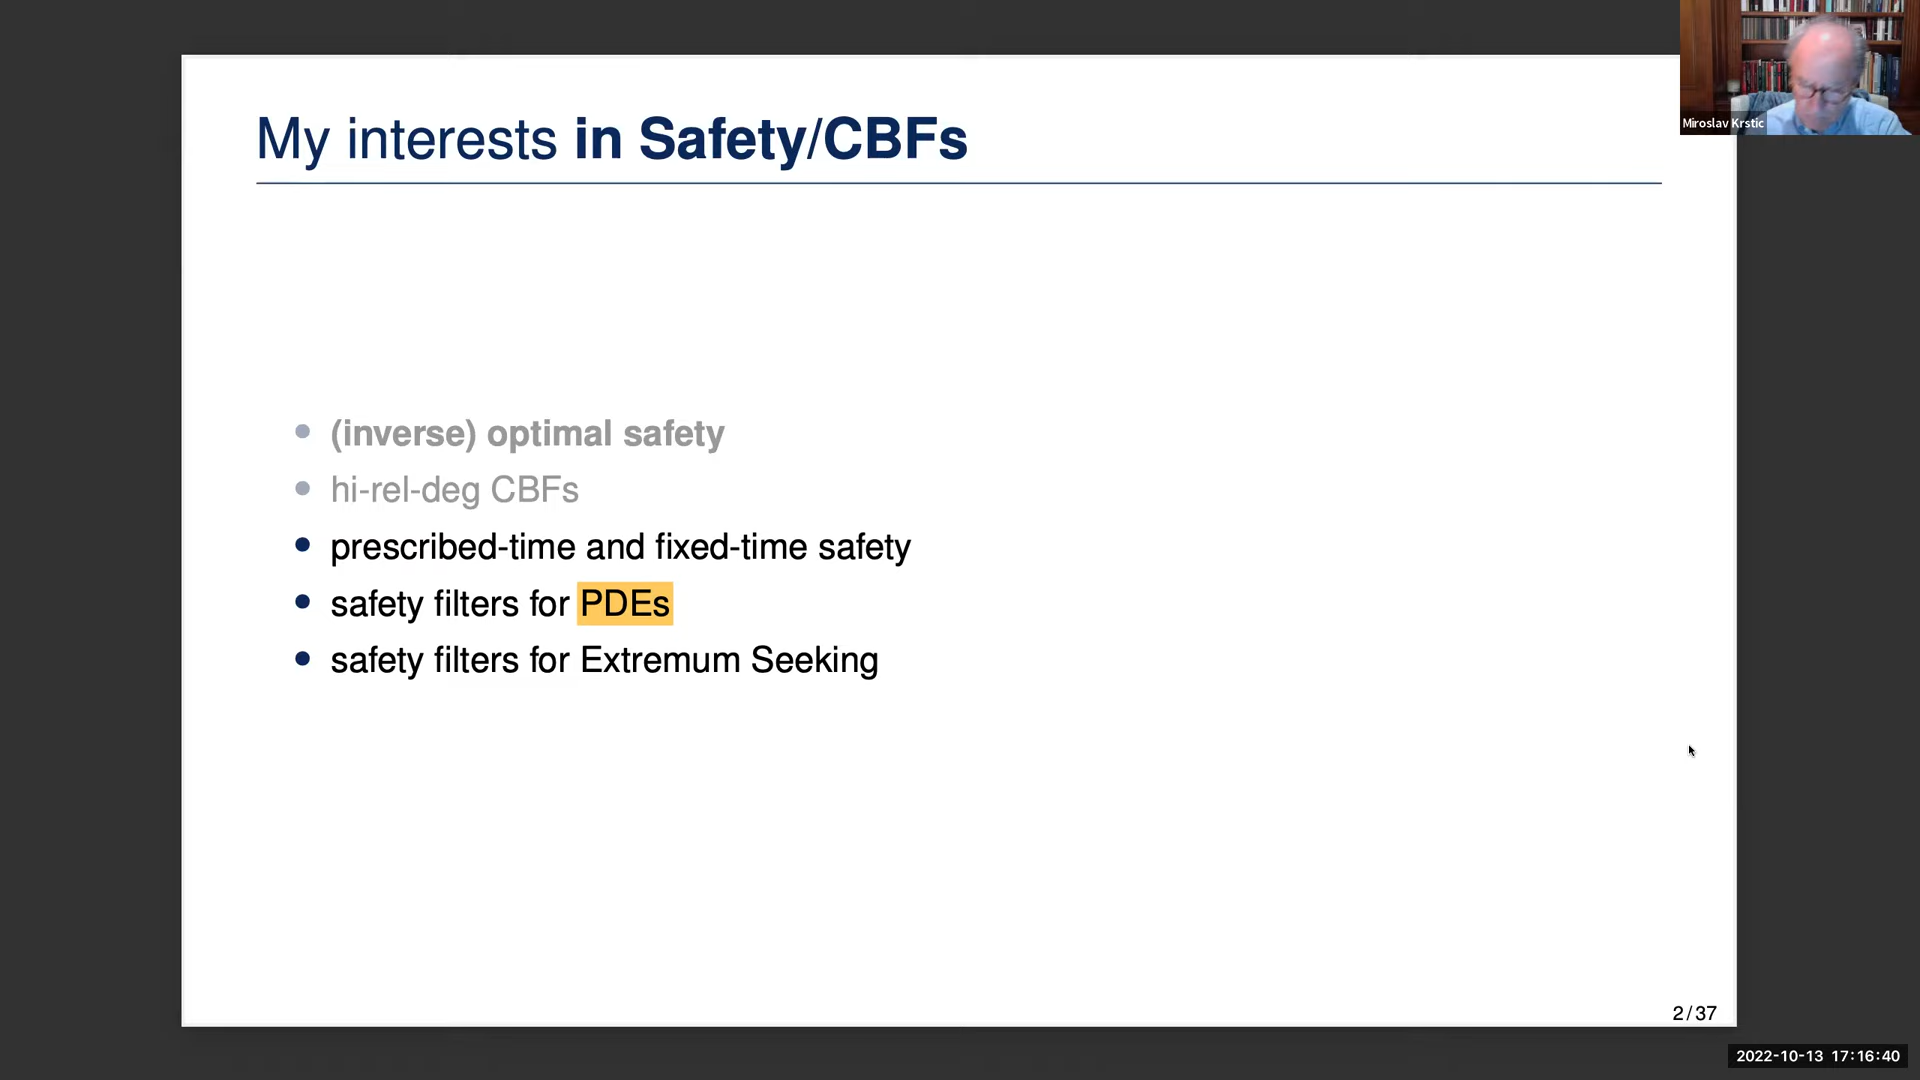 Miroslav Krstic
My interests in Safety/CBFs
• (inverse) optimal safety
• hi-rel-deg CBFs
• prescribed-time and fixed-time safety
• safety filters for PDEs
• safety filters for Extremum Seeking
2/37
2022-10-13 17:16:40